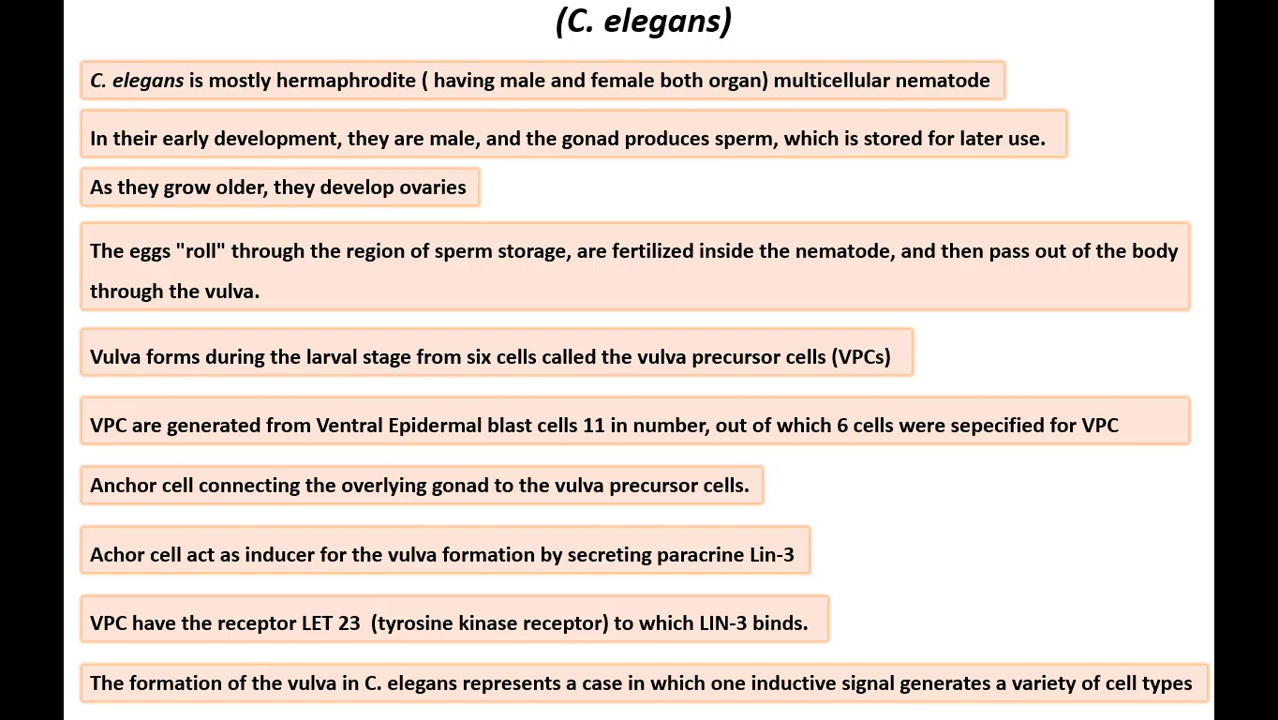 (C. elegans)
C. elegans is mostly hermaphrodite ( having male and female both organ) multicellular nematode
In their early development, they are male, and the gonad produces sperm, which is stored for later use.
As they grow older, they develop ovaries
The eggs "roll" through the region of sperm storage, are fertilized inside the nematode, and then pass out of the body
through the vulva.
Vulva forms during the larval stage from six cells called the vulva precursor cells (VPCs)
VPC are generated from Ventral Epidermal blast cells 11 in number, out of which 6 cells were sepecified for VPC
Anchor cell connecting the overlying gonad to the vulva precursor cells.
Achor cell act as inducer for the vulva formation by secreting paracrine Lin-3
VPC have the receptor LET 23 (tyrosine kinase receptor) to which LIN-3 binds.
The formation of the vulva in C. elegans represents a case in which one inductive signal generates a variety of cell types